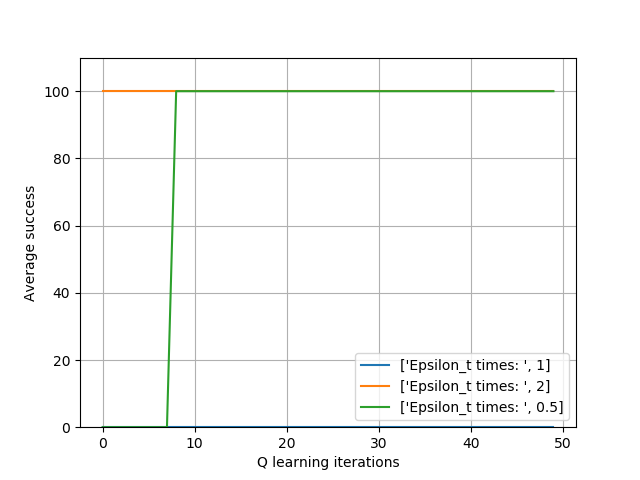 100
80
60
40
20
0
Average success
0 10 20 30 40 50
Q learning iterations
['Epsilon_t times: ', 1]
['Epsilon_t times: ', 2]
['Epsilon_t times: ', 0.5]